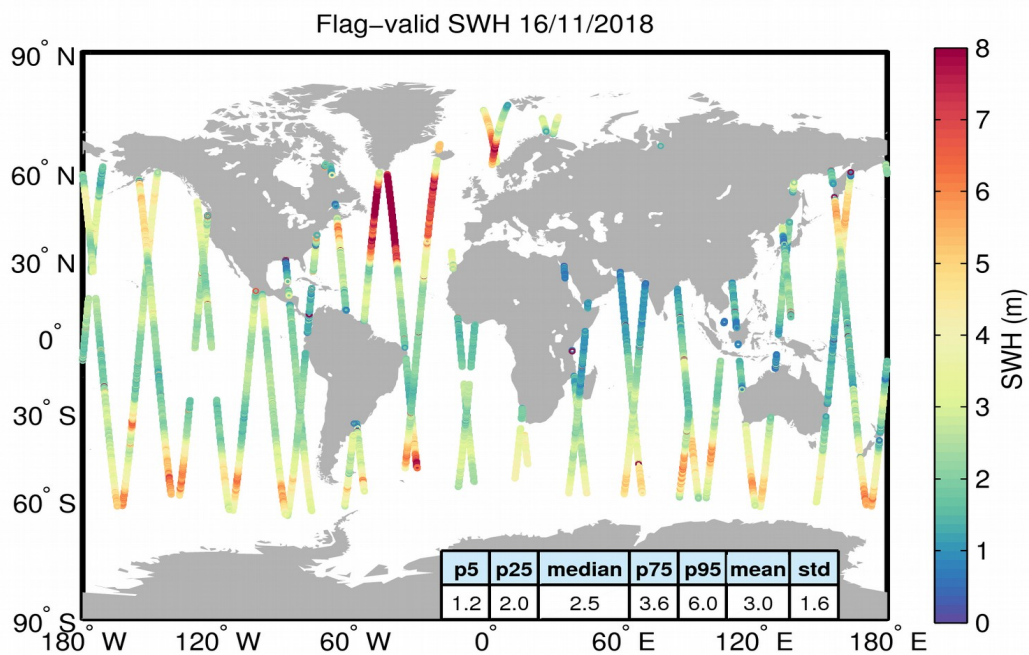 Flag−valid SWH 16/11/2018
90° N
60° N
30° N
0°
30° S
60° S
90° S
180° W
120° W
60° W
0°
60° E
120° E
180° E
p5 p25 median p75 p95 mean std
1.2 2.0 2.5 3.6 6.0 3.0 1.6
8
7
6
5
4
3
2
1
0
SWH (m)